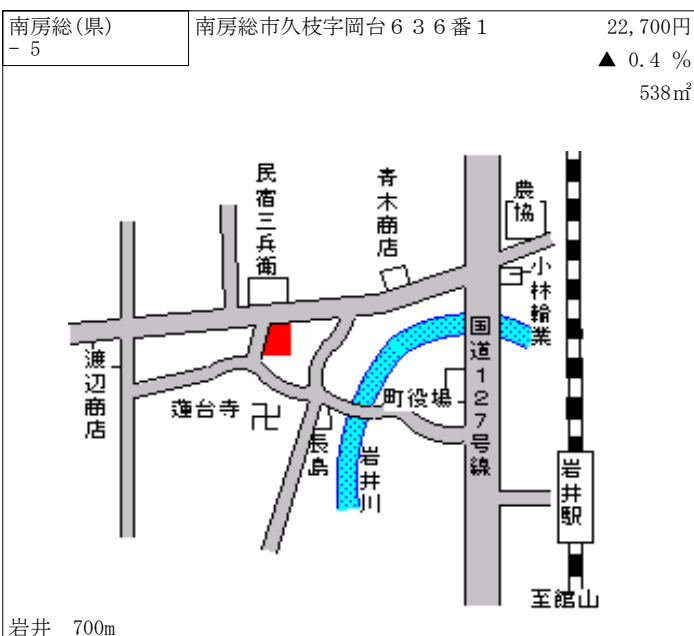 南房総(県)
- 5
南房総市久枝字岡台６３６番１
22,700円
▲ 0.4 %
538㎡
民宿三兵衛
青木商店
農協
小林輪業
国道１２７号線
渡辺商店
町役場
蓮台寺
卍
長島
岩井川
岩井駅
至館山
岩井 700m